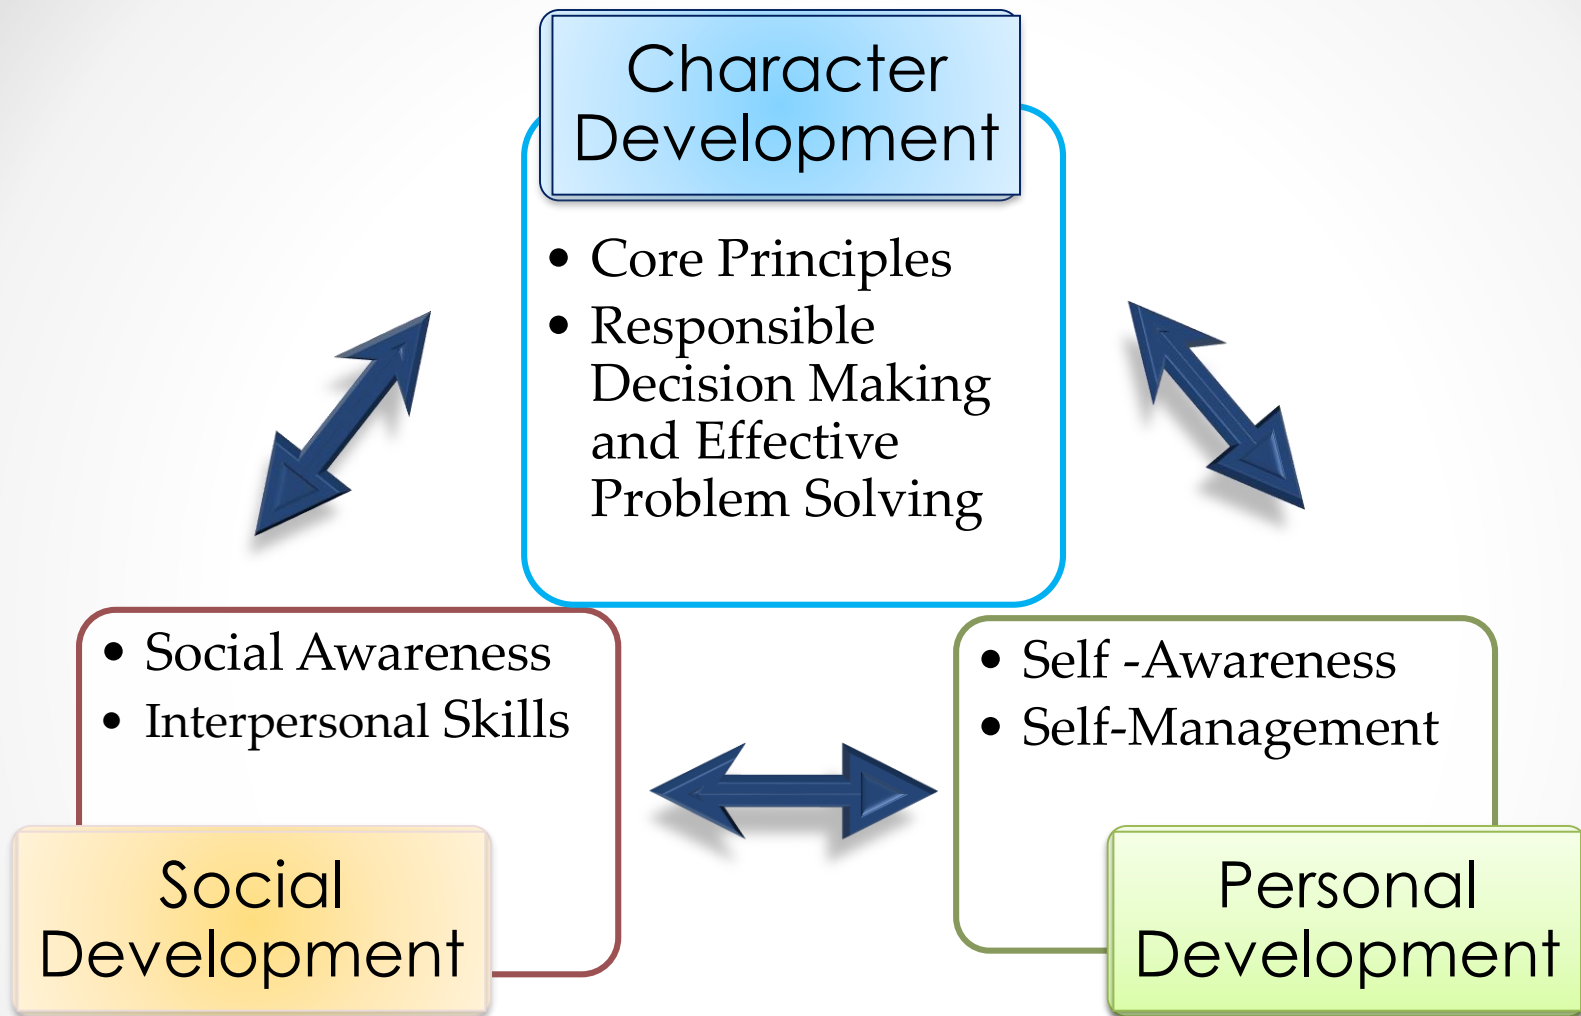 Character
Development
• Core Principles
• Responsible
Decision Making
and Effective
Problem Solving
• Social Awareness
• Interpersonal Skills
Social
Development
• Self -Awareness
• Self-Management
Personal
Development